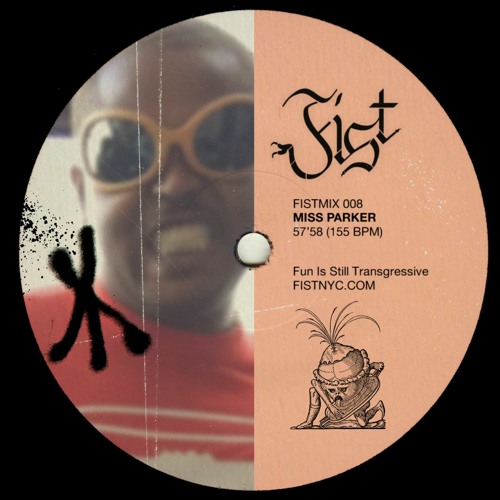 Fist
FISTMIX 008
MISS PARKER
57'58 (155 BPM)
Fun Is Still Transgressive
FISTNYC.COM